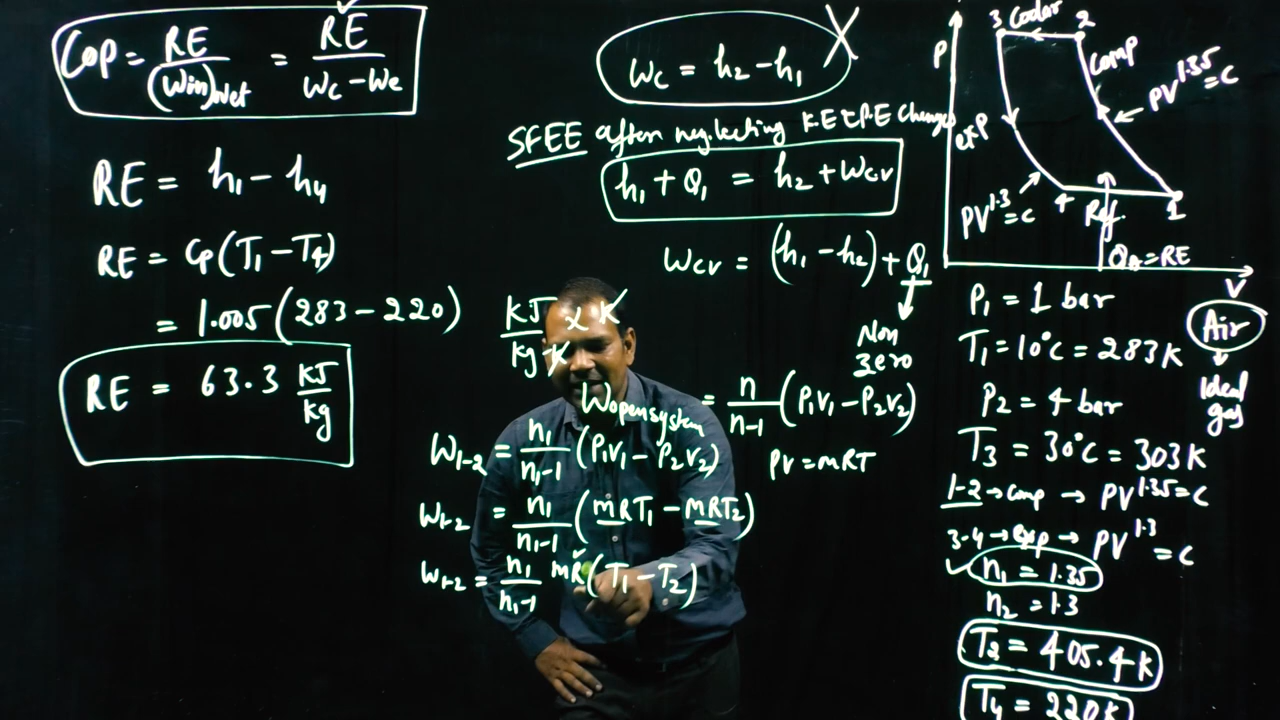 COP = RE / (Win)net = RE / Wc - We
RE = h1 - h4
RE = Cp(T1 - T4)
= 1.005(283 - 220)
RE = 63.3 KJ/kg
KJ/kg K x K
Wc = h2 - h1 X
SFEE after neglecting KE & PE Changes
h1 + Q1 = h2 + Wcv
Wcv = (h1 - h2) + Q1
Non
zero
Wopensystem = n/n-1 (P1V1 - P2V2)
W1-2 = n1/n1-1 (P1V1 - P2V2)
PV = mRT
W1-2 = n1/n1-1 (mRT1 - mRT2)
W1-2 = n1/n1-1 mR(T1 - T2)
P
3 Coolar 2
Comp
PV^1.35 = C
exp
PV^1.3 = C
4 Ref. 1
QA = RE
V
P1 = 1 bar
Air
T1 = 10°C = 283K
Ideal
gas
P2 = 4 bar
T3 = 30°C = 303K
1-2 → Comp → PV^1.35 = C
3-4 → Exp → PV^1.3 = C
n1 = 1.35
n2 = 1.3
T2 = 405.4K
T4 = 220K